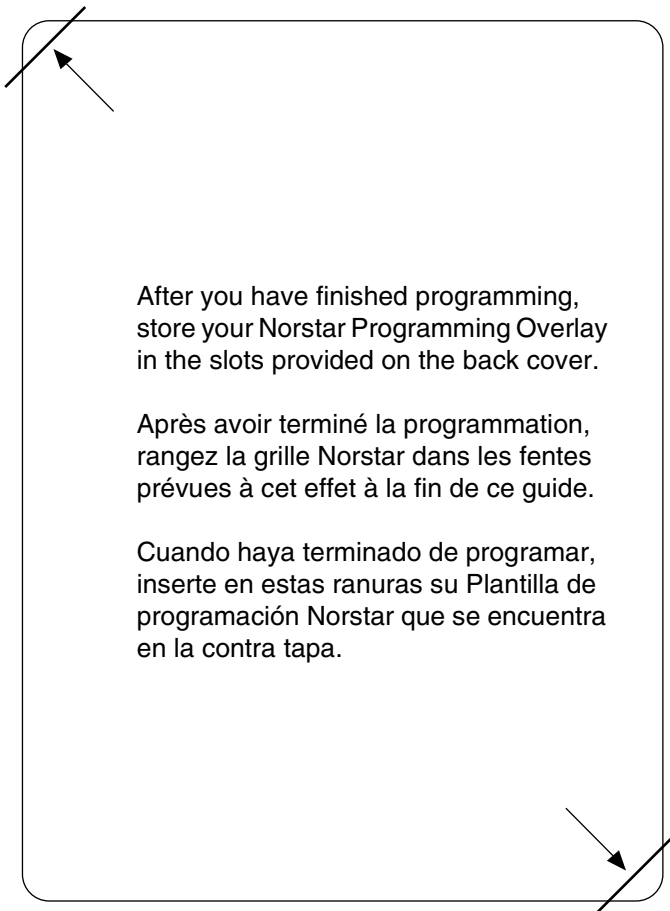 After you have finished programming,
store your Norstar Programming Overlay
in the slots provided on the back cover.
Après avoir terminé la programmation,
rangez la grille Norstar dans les fentes
prévues à cet effet à la fin de ce guide.
Cuando haya terminado de programar,
inserte en estas ranuras su Plantilla de
programación Norstar que se encuentra
en la contra tapa.